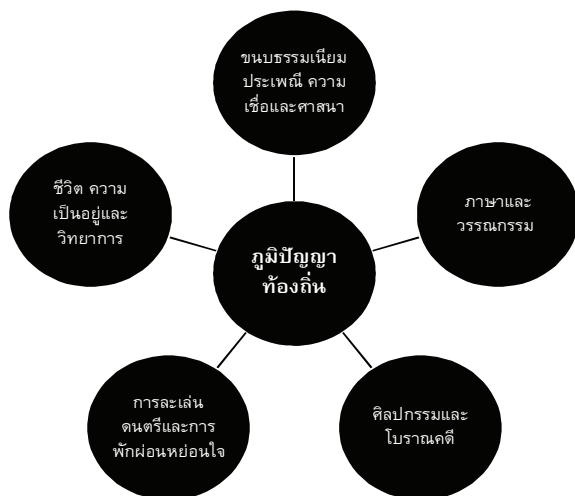 ขนบธรรมเนียม
ประเพณี ความ
เชื่อและศาสนา
ชีวิต ความ
เป็นอยู่และ
วิทยาการ
ภาษาและ
วรรณกรรม
ภูมิปัญญา
ท้องถิ่น
การละเล่น
ดนตรีและการ
พักผ่อนหย่อนใจ
ศิลปกรรมและ
โบราณคดี